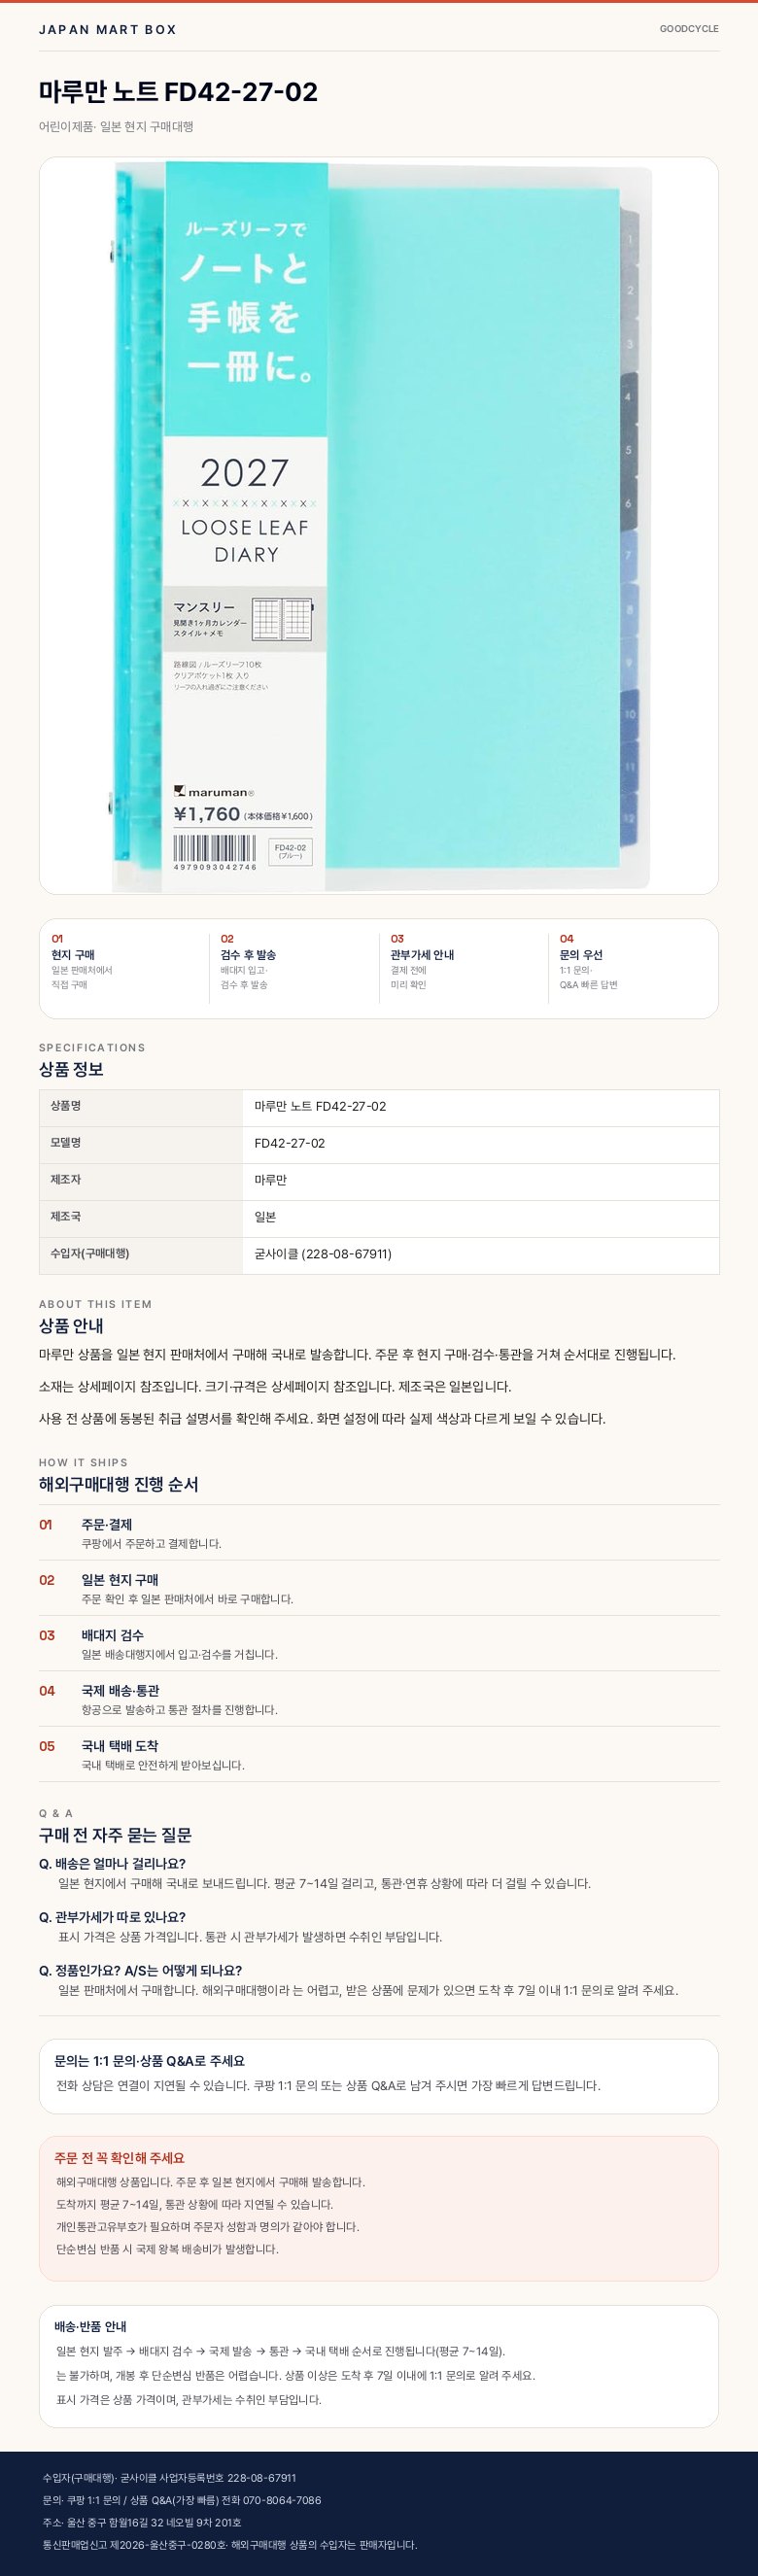 JAPAN MART BOX
GOODCYCLE
마루만 노트 FD42-27-02
어린이제품· 일본 현지 구매대행
ルーズリーフで
ノートと
手帳を
一冊に。
2027
LOOSE LEAF
DIARY
マンスリー
見開き1ヶ月カレンダー
スタイル+メモ
路線図 / ルーズリーフ10枚
クリアポケット1枚 入り
リーフの入れ過ぎにご注意ください
maruman®
¥1,760 (本体価格¥1,600)
4979093042746
FD42-02
(ブルー)
1
2
3
4
5
6
7
8
9
10
11
12
01
현지 구매
일본 판매처에서
직접 구매
02
검수 후 발송
배대지 입고·
검수 후 발송
03
관부가세 안내
결제 전에
미리 확인
04
문의 우선
1:1 문의·
Q&A 빠른 답변
SPECIFICATIONS
상품 정보
상품명 마루만 노트 FD42-27-02
모델명 FD42-27-02
제조자 마루만
제조국 일본
수입자(구매대행) 굳사이클 (228-08-67911)
ABOUT THIS ITEM
상품 안내
마루만 상품을 일본 현지 판매처에서 구매해 국내로 발송합니다. 주문 후 현지 구매·검수·통관을 거쳐 순서대로 진행됩니다.
소재는 상세페이지 참조입니다. 크기·규격은 상세페이지 참조입니다. 제조국은 일본입니다.
사용 전 상품에 동봉된 취급 설명서를 확인해 주세요. 화면 설정에 따라 실제 색상과 다르게 보일 수 있습니다.
HOW IT SHIPS
해외구매대행 진행 순서
01 주문·결제
쿠팡에서 주문하고 결제합니다.
02 일본 현지 구매
주문 확인 후 일본 판매처에서 바로 구매합니다.
03 배대지 검수
일본 배송대행지에서 입고·검수를 거칩니다.
04 국제 배송·통관
항공으로 발송하고 통관 절차를 진행합니다.
05 국내 택배 도착
국내 택배로 안전하게 받아보십니다.
Q & A
구매 전 자주 묻는 질문
Q. 배송은 얼마나 걸리나요?
일본 현지에서 구매해 국내로 보내드립니다. 평균 7~14일 걸리고, 통관·연휴 상황에 따라 더 걸릴 수 있습니다.
Q. 관부가세가 따로 있나요?
표시 가격은 상품 가격입니다. 통관 시 관부가세가 발생하면 수취인 부담입니다.
Q. 정품인가요? A/S는 어떻게 되나요?
일본 판매처에서 구매합니다. 해외구매대행이라 는 어렵고, 받은 상품에 문제가 있으면 도착 후 7일 이내 1:1 문의로 알려 주세요.
문의는 1:1 문의·상품 Q&A로 주세요
전화 상담은 연결이 지연될 수 있습니다. 쿠팡 1:1 문의 또는 상품 Q&A로 남겨 주시면 가장 빠르게 답변드립니다.
주문 전 꼭 확인해 주세요
해외구매대행 상품입니다. 주문 후 일본 현지에서 구매해 발송합니다.
도착까지 평균 7~14일, 통관 상황에 따라 지연될 수 있습니다.
개인통관고유부호가 필요하며 주문자 성함과 명의가 같아야 합니다.
단순변심 반품 시 국제 왕복 배송비가 발생합니다.
배송·반품 안내
일본 현지 발주 → 배대지 검수 → 국제 발송 → 통관 → 국내 택배 순서로 진행됩니다(평균 7~14일).
는 불가하며, 개봉 후 단순변심 반품은 어렵습니다. 상품 이상은 도착 후 7일 이내에 1:1 문의로 알려 주세요.
표시 가격은 상품 가격이며, 관부가세는 수취인 부담입니다.
수입자(구매대행)· 굳사이클 사업자등록번호 228-08-67911
문의· 쿠팡 1:1 문의 / 상품 Q&A(가장 빠름) 전화 070-8064-7086
주소· 울산 중구 함월16길 32 네오빌 9차 201호
통신판매업신고 제2026-울산중구-0280호· 해외구매대행 상품의 수입자는 판매자입니다.